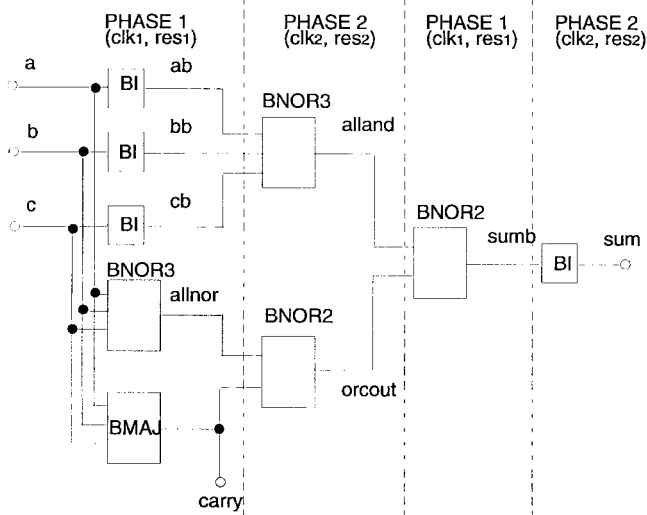 PHASE 1 PHASE 2 PHASE 1 PHASE 2
(clk1, res1) (clk2, res2) (clk1, res1) (clk2, res2)
a
BI
ab
BNOR3
alland
b
BI
bb
c
BI
cb
BNOR2
sumb
BI
sum
BNOR3
allnor
BNOR2
orcout
BMAJ
carry